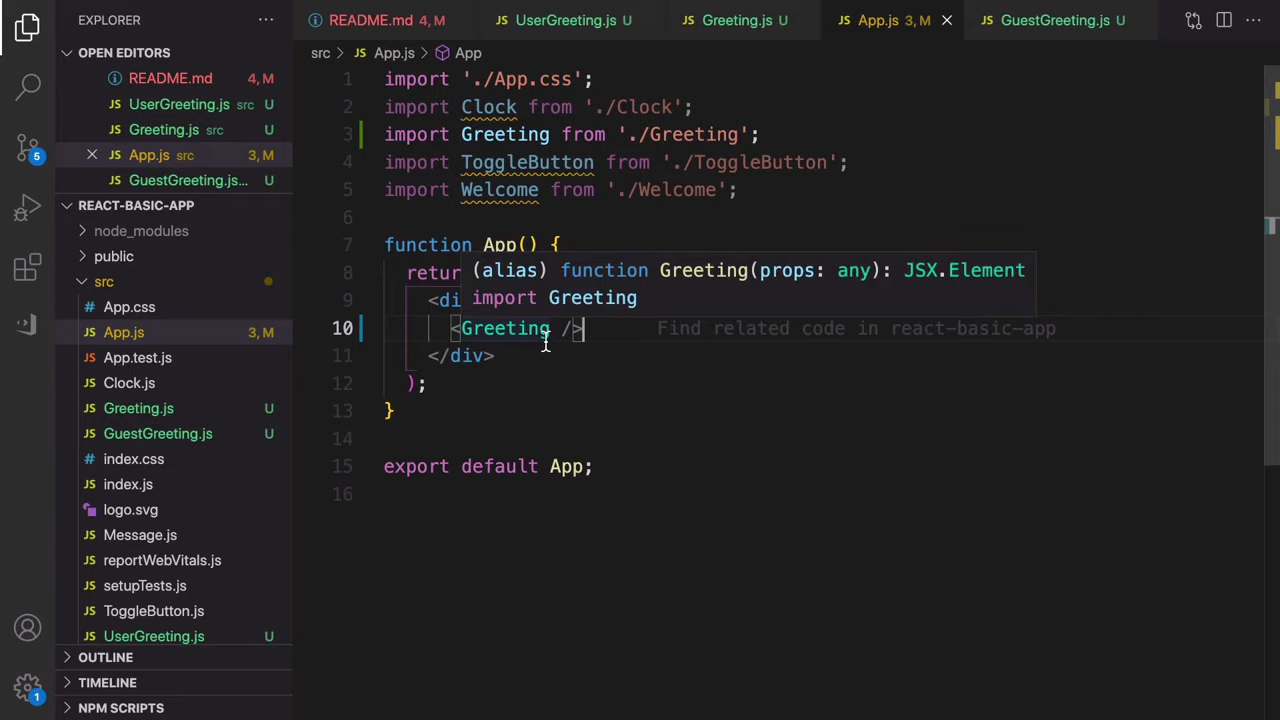 EXPLORER
README.md 4, M
UserGreeting.js U
Greeting.js U
App.js 3, M
GuestGreeting.js U
OPEN EDITORS
README.md 4, M
UserGreeting.js src U
Greeting.js src U
App.js src 3, M
GuestGreeting.js... U
REACT-BASIC-APP
node_modules
public
src
App.css
App.js
App.test.js
Clock.js
Greeting.js U
GuestGreeting.js U
index.css
index.js
logo.svg
Message.js
reportWebVitals.js
setupTests.js
ToggleButton.js
UserGreeting.js U
OUTLINE
TIMELINE
NPM SCRIPTS
5
1
src > App.js > App
1 import './App.css';
2 import Clock from './Clock';
3 import Greeting from './Greeting';
4 import ToggleButton from './ToggleButton';
5 import Welcome from './Welcome';
6
7 function App() {
(alias) function Greeting(props: any): JSX.Element
import Greeting
8 retur
9 <di
10 <Greeting /> Find related code in react-basic-app
11 </div>
12 );
13 }
14
15 export default App;
16